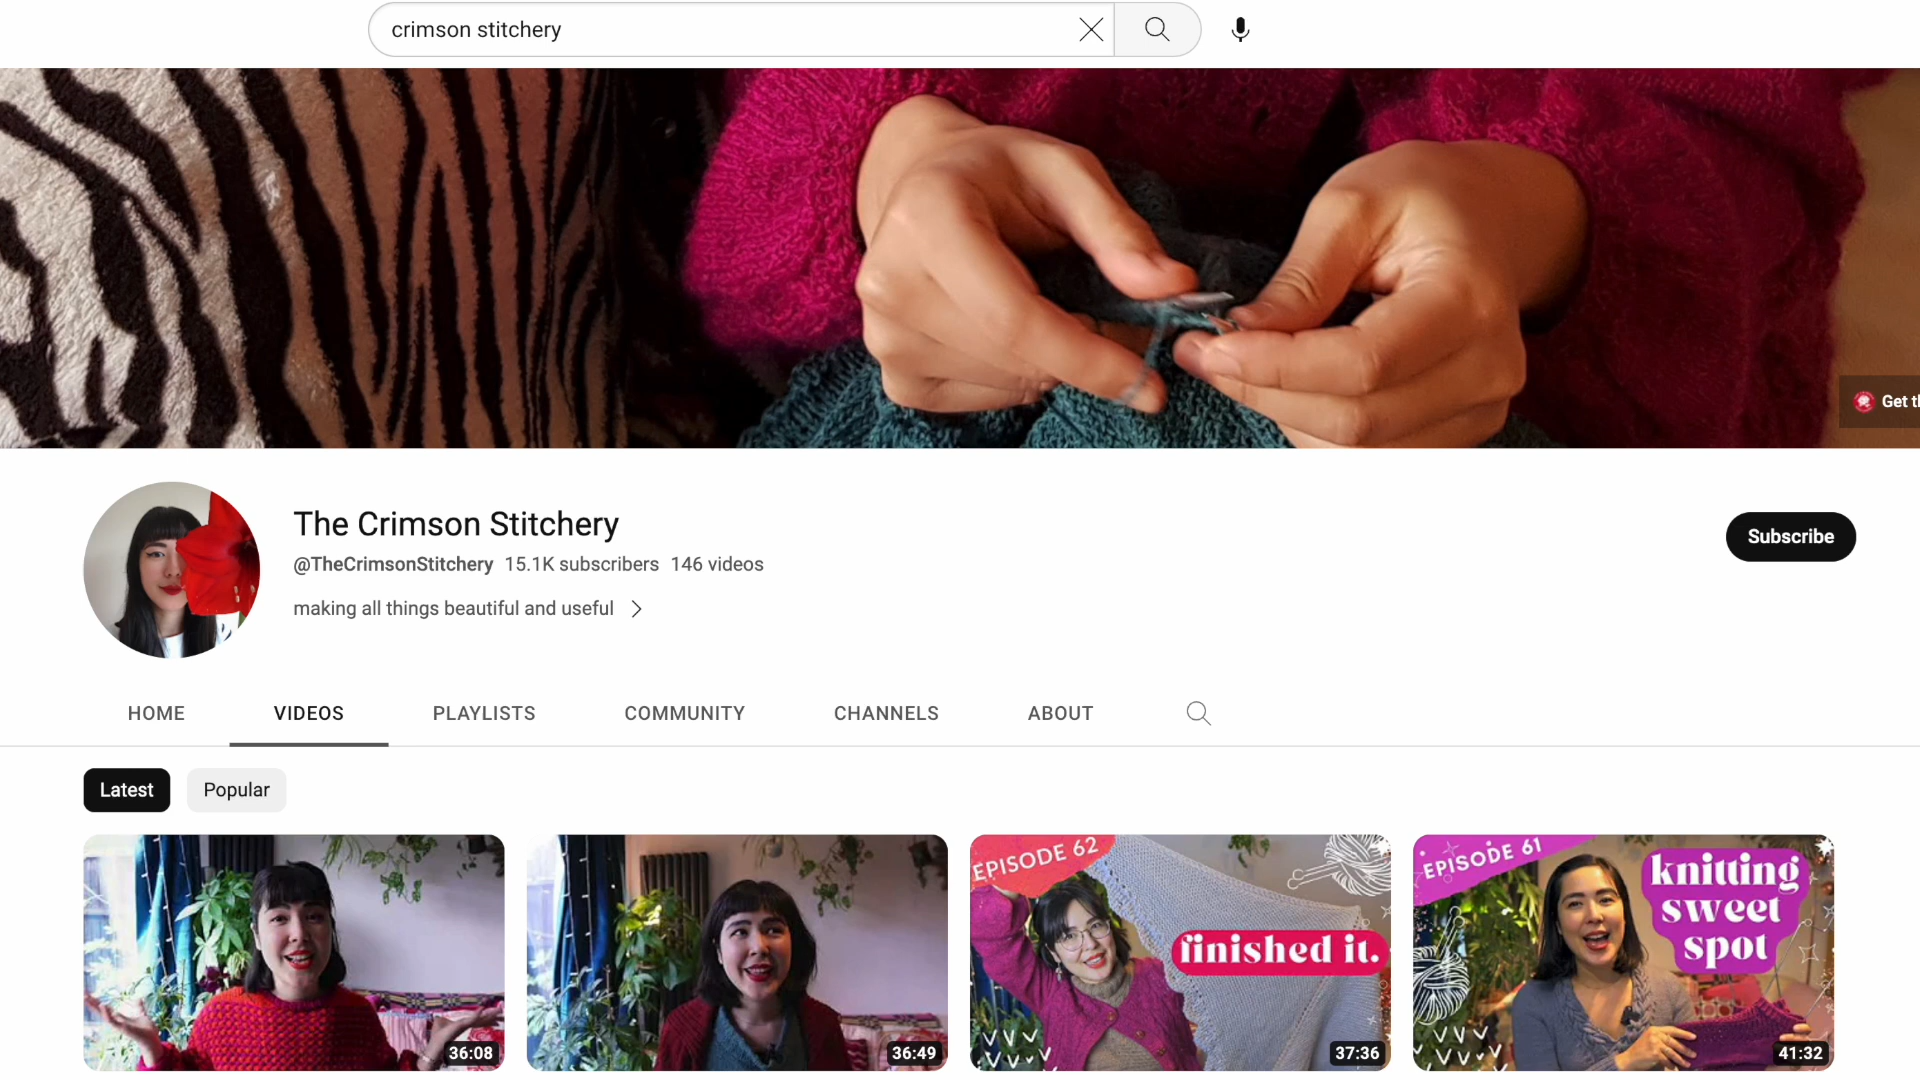 crimson stitchery
Get t
The Crimson Stitchery
Subscribe
@TheCrimsonStitchery 15.1K subscribers 146 videos
making all things beautiful and useful
HOME VIDEOS PLAYLISTS COMMUNITY CHANNELS ABOUT
Latest Popular
36:08
36:49
EPISODE 62
finished it.
37:36
EPISODE 61
knitting
sweet
spot
41:32